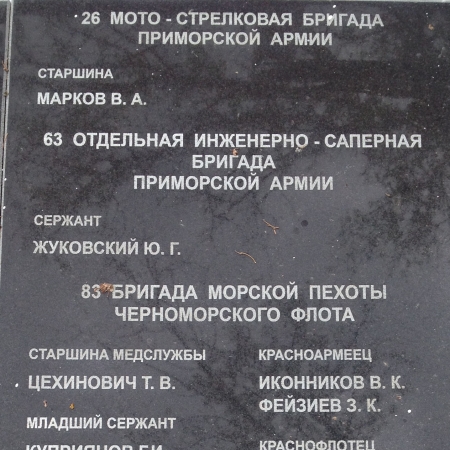 26 МОТО - СТРЕЛКОВАЯ БРИГАДА
ПРИМОРСКОЙ АРМИИ
СТАРШИНА
МАРКОВ В. А.
63 ОТДЕЛЬНАЯ ИНЖЕНЕРНО - САПЕРНАЯ
БРИГАДА
ПРИМОРСКОЙ АРМИИ
СЕРЖАНТ
ЖУКОВСКИЙ Ю. Г.
83 БРИГАДА МОРСКОЙ ПЕХОТЫ
ЧЕРНОМОРСКОГО ФЛОТА
СТАРШИНА МЕДСЛУЖБЫ
ЦЕХИНОВИЧ Т. В.
МЛАДШИЙ СЕРЖАНТ
КУПРИЯНОВ Г.И.
КРАСНОАРМЕЕЦ
ИКОННИКОВ В. К.
ФЕЙЗИЕВ З. К.
КРАСНОФЛОТЕЦ